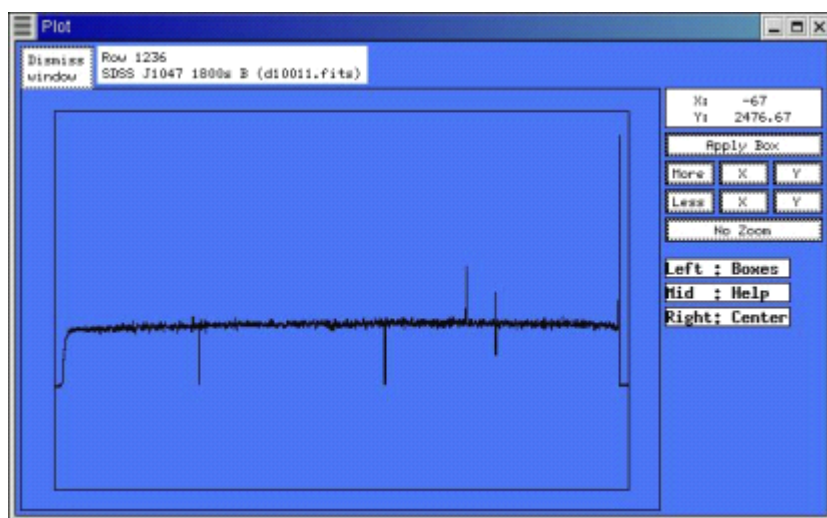 Plot
Dismiss
window
Row 1236
SDSS J1047 1800s B (d10011.fits)
X: -67
Y: 2476.67
Apply Box
More X Y
Less X Y
No Zoom
Left : Boxes
Mid : Help
Right: Center